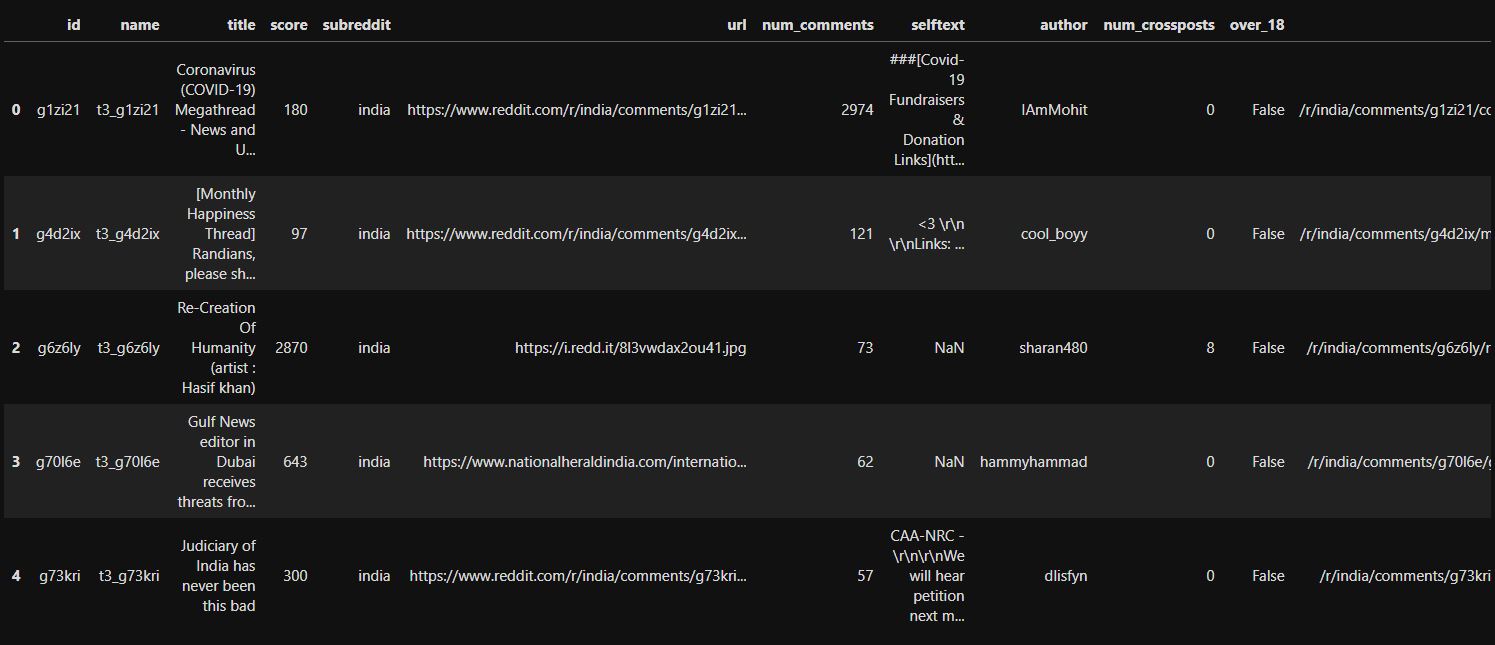 id name title score subreddit url num_comments selftext author num_crossposts over_18
0 g1zi21 t3_g1zi21 Coronavirus (COVID-19) Megathread - News and U... 180 india https://www.reddit.com/r/india/comments/g1zi21... 2974 ###[Covid-19 Fundraisers & Donation Links](htt... IAmMohit 0 False /r/india/comments/g1zi21/cc
1 g4d2ix t3_g4d2ix [Monthly Happiness Thread] Randians, please sh... 97 india https://www.reddit.com/r/india/comments/g4d2ix... 121 <3 \r\n \r\nLinks: ... cool_boyy 0 False /r/india/comments/g4d2ix/m
2 g6z6ly t3_g6z6ly Re-Creation Of Humanity (artist : Hasif khan) 2870 india https://i.redd.it/8l3vwdax2ou41.jpg 73 NaN sharan480 8 False /r/india/comments/g6z6ly/r
3 g70l6e t3_g70l6e Gulf News editor in Dubai receives threats fro... 643 india https://www.nationalheraldindia.com/internatio... 62 NaN hammyhammad 0 False /r/india/comments/g70l6e/g
4 g73kri t3_g73kri Judiciary of India has never been this bad 300 india https://www.reddit.com/r/india/comments/g73kri... 57 CAA-NRC - \r\n\r\nWe will hear petition next m... dlisfyn 0 False /r/india/comments/g73kri